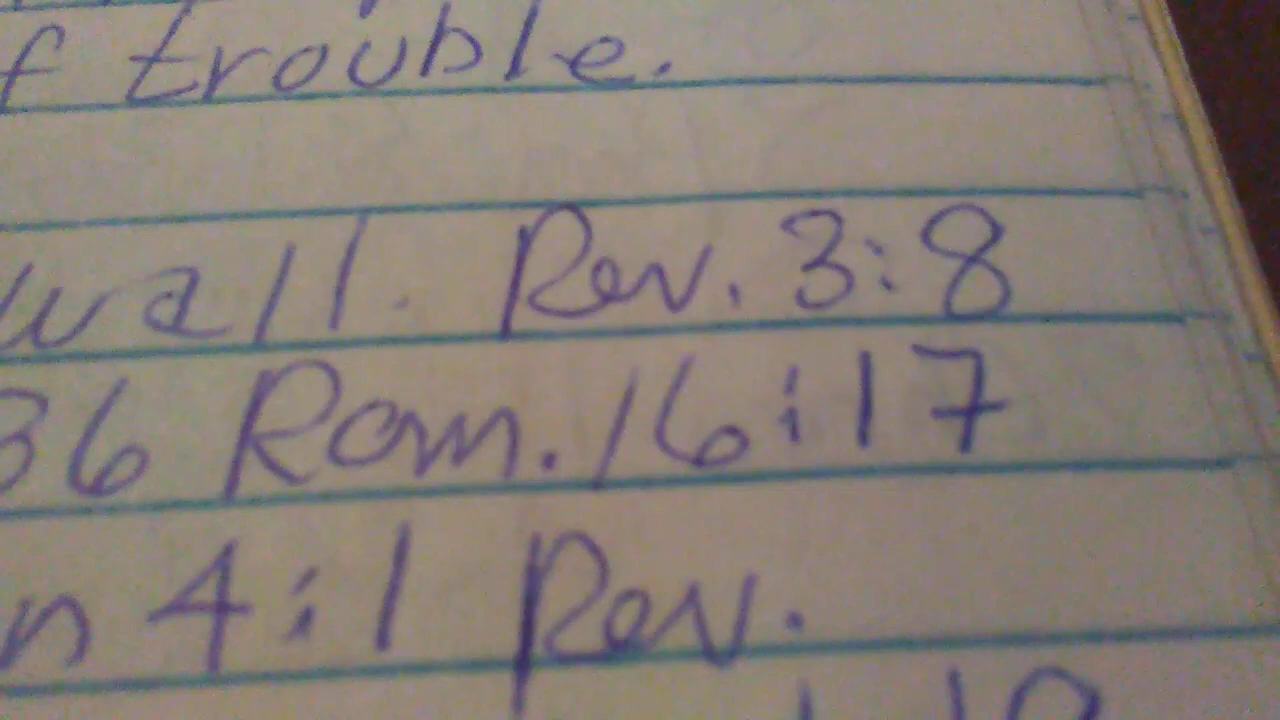 f trouble.
wall. Rev. 3:8
36 Rom. 16:17
n 4:1 Rev.